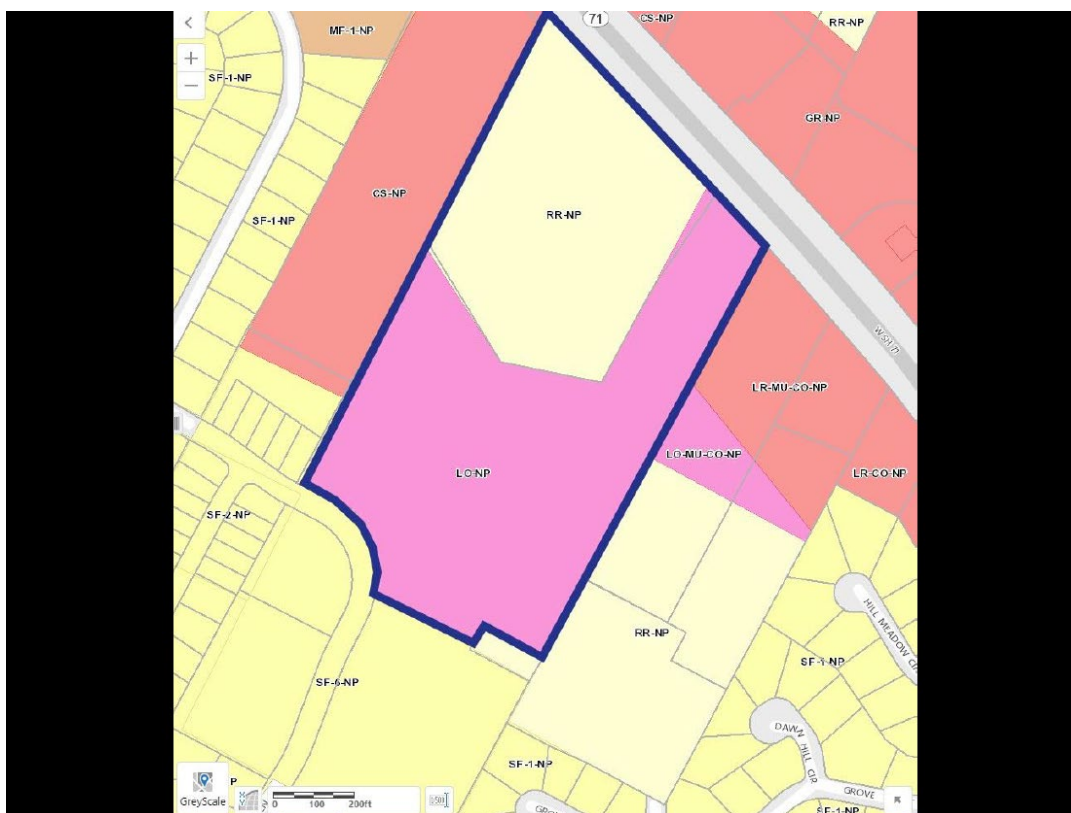 71
CS-NP
RR-NP
MF-1-NP
SF-1-NP
GR-NP
CS-NP
RR-NP
SF-1-NP
W SH 71
LR-MU-CO-NP
LO-MU-CO-NP
LO-NP
LR-CO-NP
SF-2-NP
HILL MEADOW CIR
RR-NP
SF-1-NP
SF-6-NP
DAWN HILL CIR
SF-1-NP
P
GROVE
GreyScale
0 100 200ft
SF-1-NP